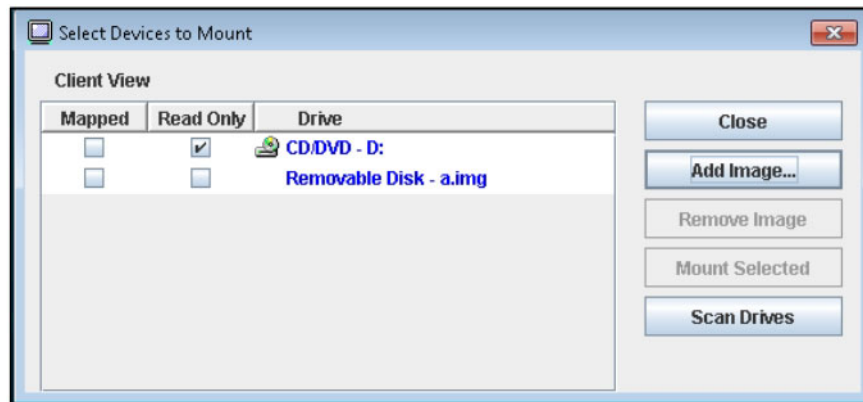 Select Devices to Mount
Client View
Mapped Read Only Drive
CD/DVD - D:
Removable Disk - a.img
Close
Add Image...
Remove Image
Mount Selected
Scan Drives